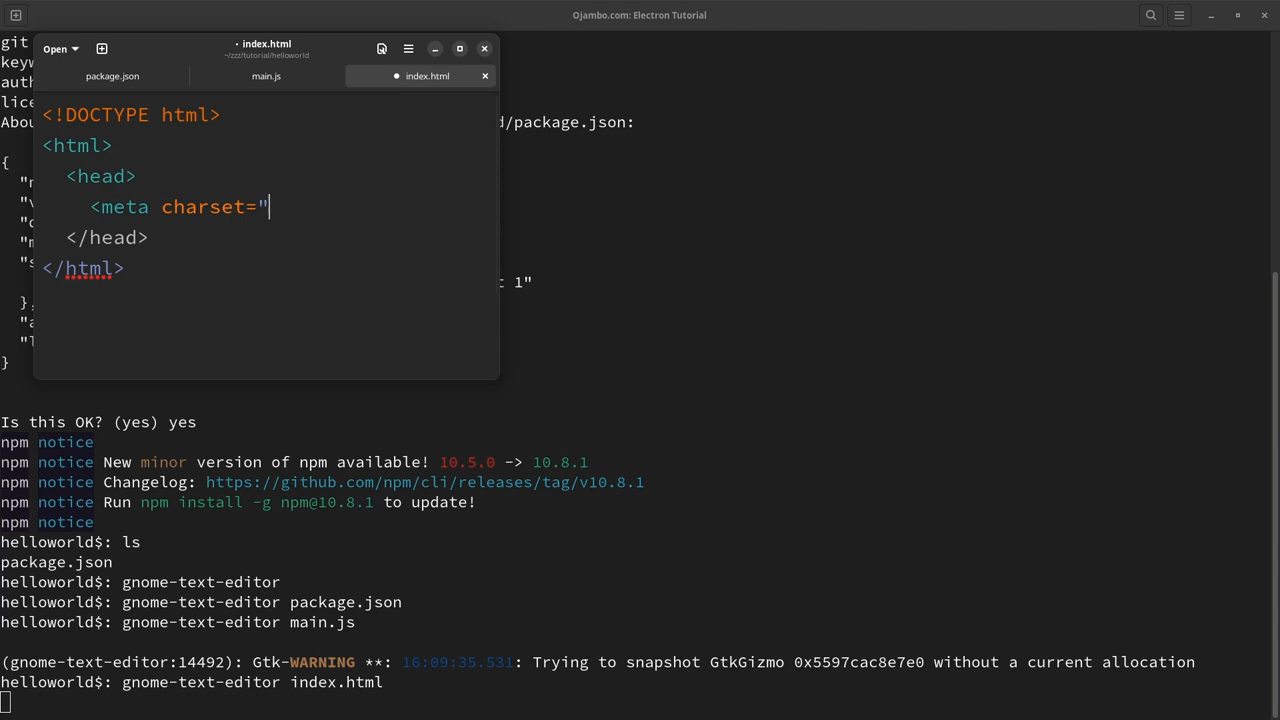 Ojambo.com: Electron Tutorial
git
keyw
auth
lice
Abou
d/package.json:
{
"n
"v
"d
"m
"s
t 1"
},
"a
"l
}
Open
• index.html
~/zzz/tutorial/helloworld
package.json
main.js
index.html
<!DOCTYPE html>
<html>
<head>
<meta charset="
</head>
</html>
Is this OK? (yes) yes
npm notice
npm notice New minor version of npm available! 10.5.0 -> 10.8.1
npm notice Changelog: https://github.com/npm/cli/releases/tag/v10.8.1
npm notice Run npm install -g npm@10.8.1 to update!
npm notice
helloworld$: ls
package.json
helloworld$: gnome-text-editor
helloworld$: gnome-text-editor package.json
helloworld$: gnome-text-editor main.js
(gnome-text-editor:14492): Gtk-WARNING **: 16:09:35.531: Trying to snapshot GtkGizmo 0x5597cac8e7e0 without a current allocation
helloworld$: gnome-text-editor index.html